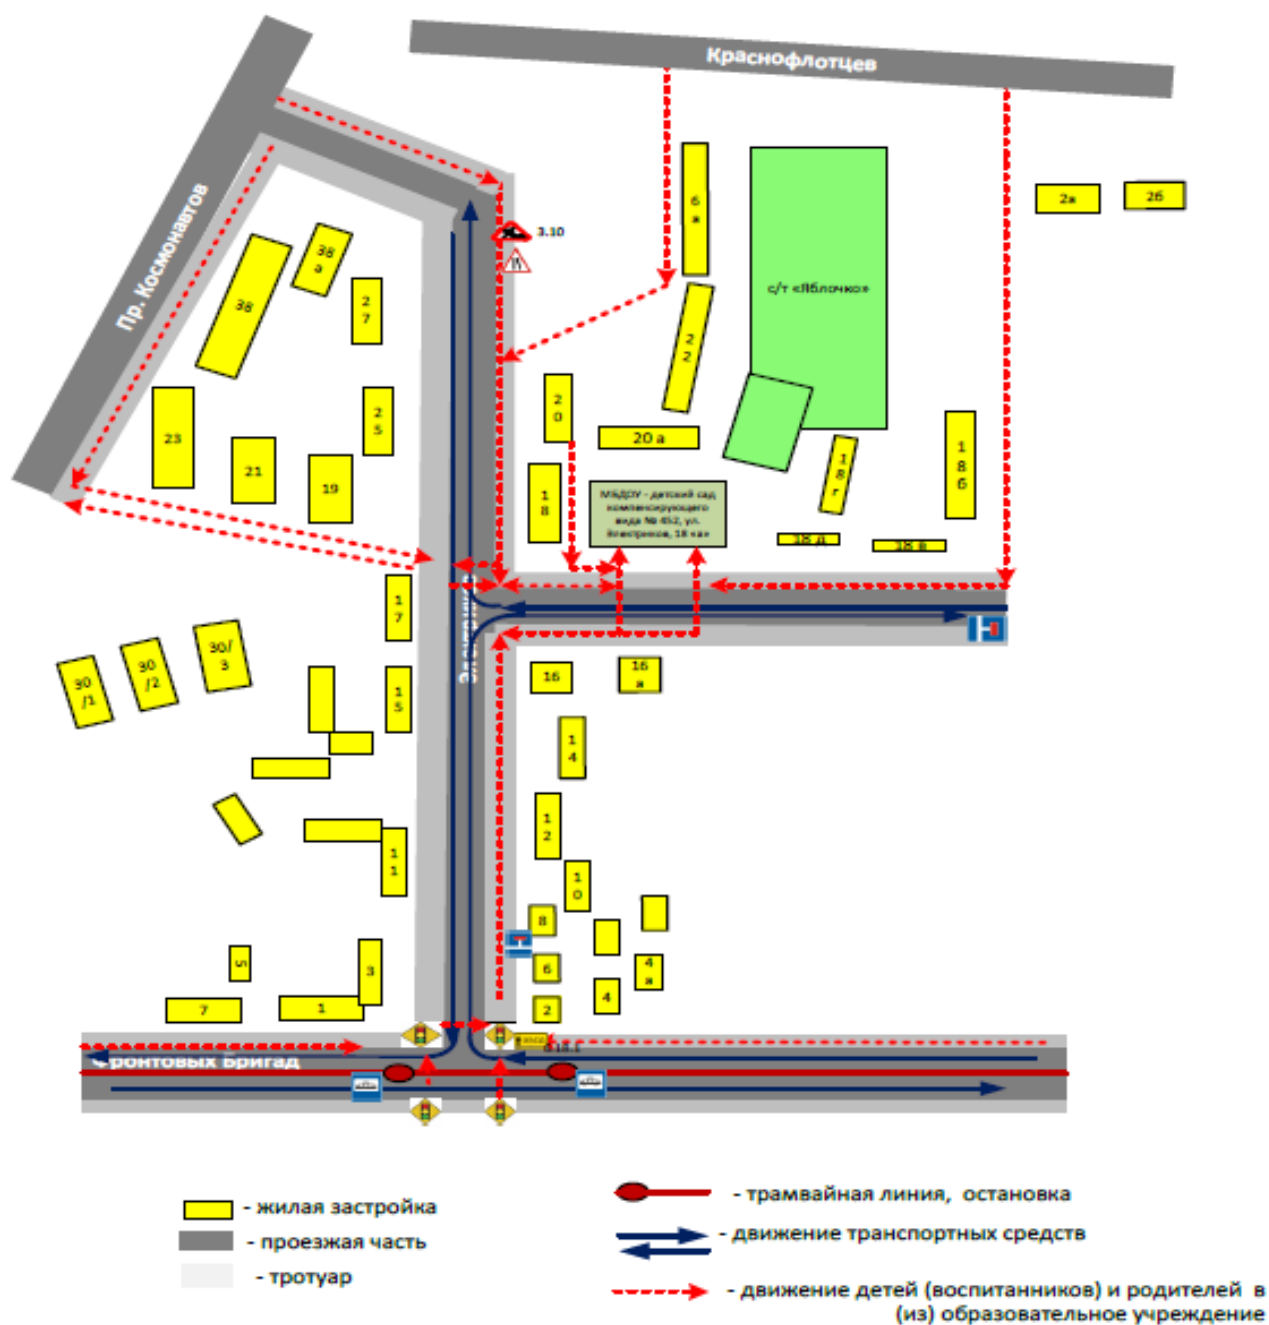 Краснофлотцев
Пр. Космонавтов
3.10
6 а
2а
2б
38 а
38
27
с/т «Яблочко»
22
23
25
20
20 а
21
19
18
18 г
18 б
МБДОУ - детский сад
компенсирующего
вида № 452, ул.
Электриков, 18 «а»
18 д
18 в
17
30/
3
30
/2
30
/1
15
16
16
а
14
12
11
10
8
5
3
6
4
а
4
7
1
2
Фронтовых Бригад
- жилая застройка
- проезжая часть
- тротуар
- трамвайная линия, остановка
- движение транспортных средств
- движение детей (воспитанников) и родителей в
(из) образовательное учреждение